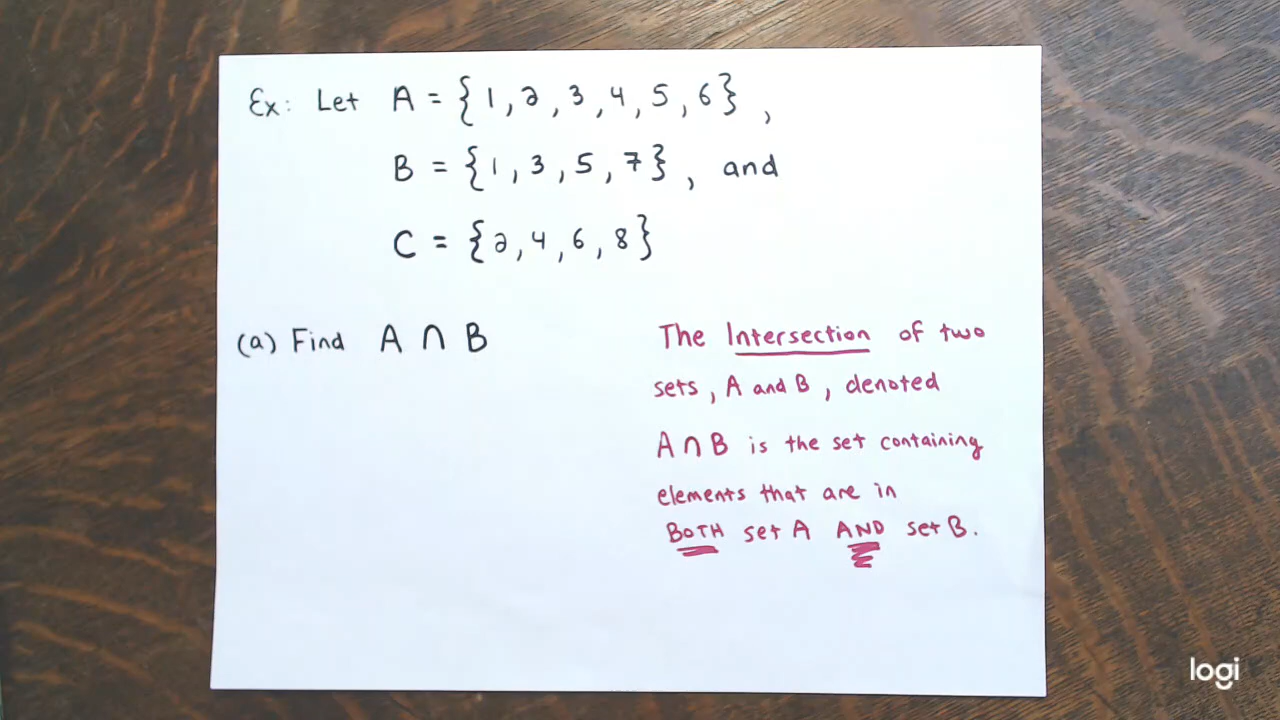 Ex: Let A = {1, 2, 3, 4, 5, 6},
B = {1, 3, 5, 7}, and
C = {2, 4, 6, 8}
(a) Find A ∩ B
The Intersection of two
sets, A and B, denoted
A ∩ B is the set containing
elements that are in
BOTH set A AND set B.
logi